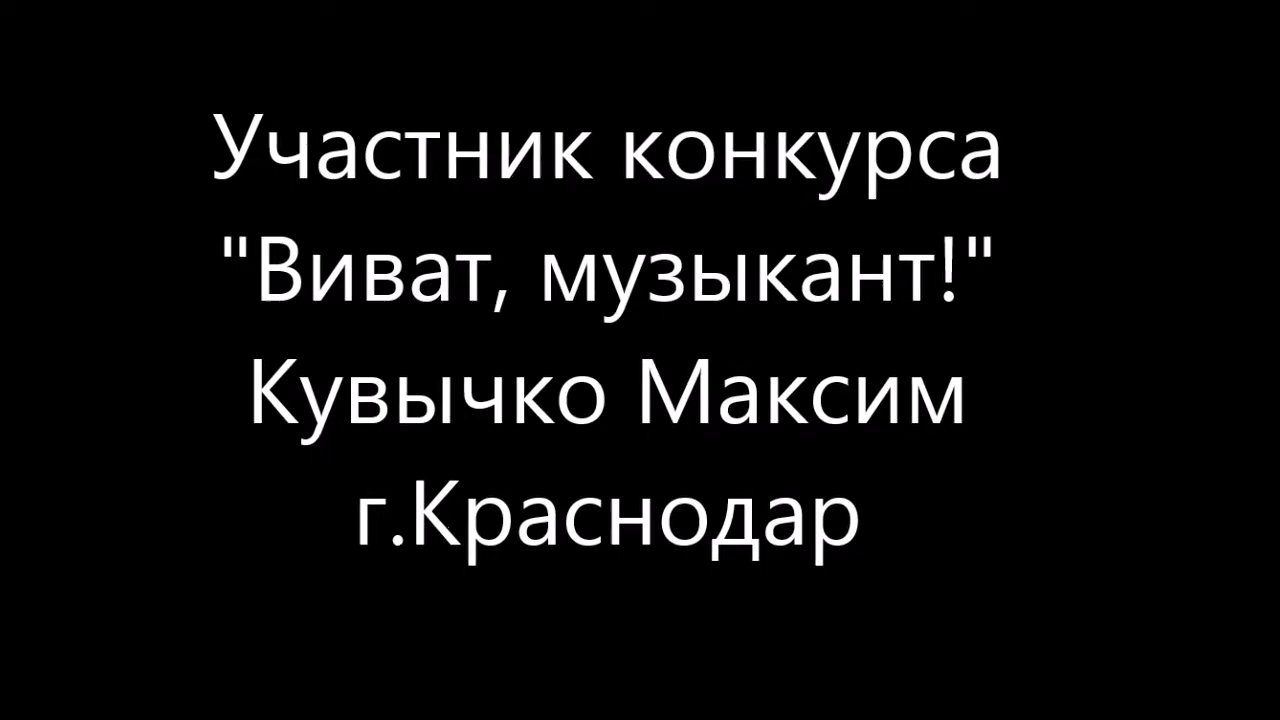 Участник конкурса
"Виват, музыкант!"
Кувычко Максим
г.Краснодар